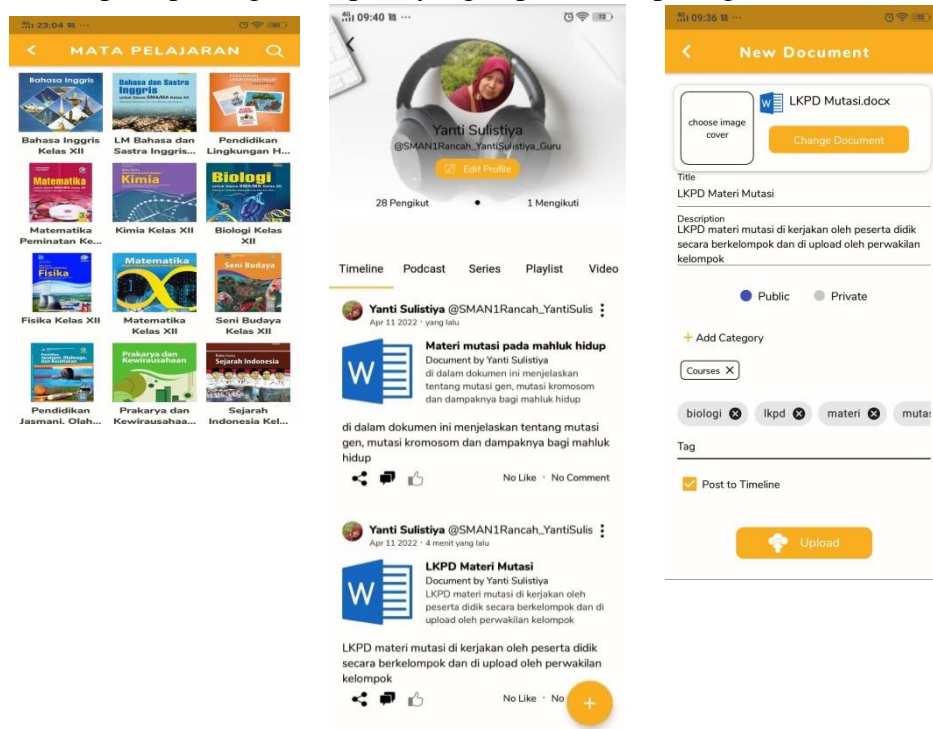 23:04
MATA PELAJARAN
Bahasa Inggris
Bahasa dan Sastra
Inggris
Bahasa Inggris
Kelas XII
LM Bahasa dan
Sastra Inggris...
Pendidikan
Lingkungan H...
Matematika
Kimia
Biologi
Matematika
Peminatan Ke...
Kimia Kelas XII
Biologi Kelas
XII
Fisika
Matematika
Seni Budaya
Fisika Kelas XII
Matematika
Kelas XII
Seni Budaya
Kelas XII
Prakarya dan
Kewirausahaan
Sejarah Indonesia
Pendidikan
Jasmani, Olah...
Prakarya dan
Kewirausahaa...
Sejarah
Indonesia Kel...
09:40
Yanti Sulistiya
@SMAN1Rancah_YantiSulistiya_Guru
Edit Profile
28 Pengikut • 1 Mengikuti
Timeline Podcast Series Playlist Video
Yanti Sulistiya @SMAN1Rancah_YantiSulis
Apr 11 2022 · yang lalu
W
Materi mutasi pada mahluk hidup
Document by Yanti Sulistiya
di dalam dokumen ini menjelaskan
tentang mutasi gen, mutasi kromosom
dan dampaknya bagi mahluk hidup
di dalam dokumen ini menjelaskan tentang mutasi
gen, mutasi kromosom dan dampaknya bagi mahluk
hidup
No Like · No Comment
Yanti Sulistiya @SMAN1Rancah_YantiSulis
Apr 11 2022 · 4 menit yang lalu
W
LKPD Materi Mutasi
Document by Yanti Sulistiya
LKPD materi mutasi di kerjakan oleh
peserta didik secara berkelompok dan di
upload oleh perwakilan kelompok
LKPD materi mutasi di kerjakan oleh peserta didik
secara berkelompok dan di upload oleh perwakilan
kelompok
No Like · No
09:36
New Document
choose image
cover
W
LKPD Mutasi.docx
Change Document
Title
LKPD Materi Mutasi
Description
LKPD materi mutasi di kerjakan oleh peserta didik
secara berkelompok dan di upload oleh perwakilan
kelompok
Public Private
+ Add Category
Courses X
biologi lkpd materi mutas
Tag
Post to Timeline
Upload